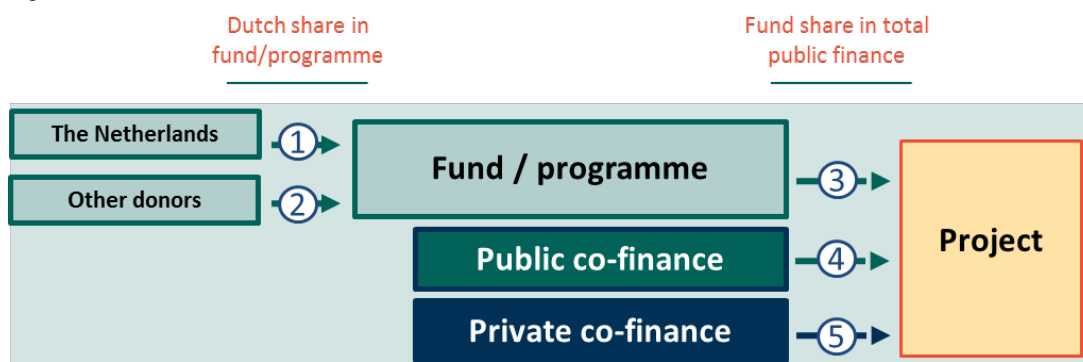 Dutch share in
fund/programme
Fund share in total
public finance
The Netherlands
1
Other donors
2
Fund / programme
3
Public co-finance
4
Private co-finance
5
Project